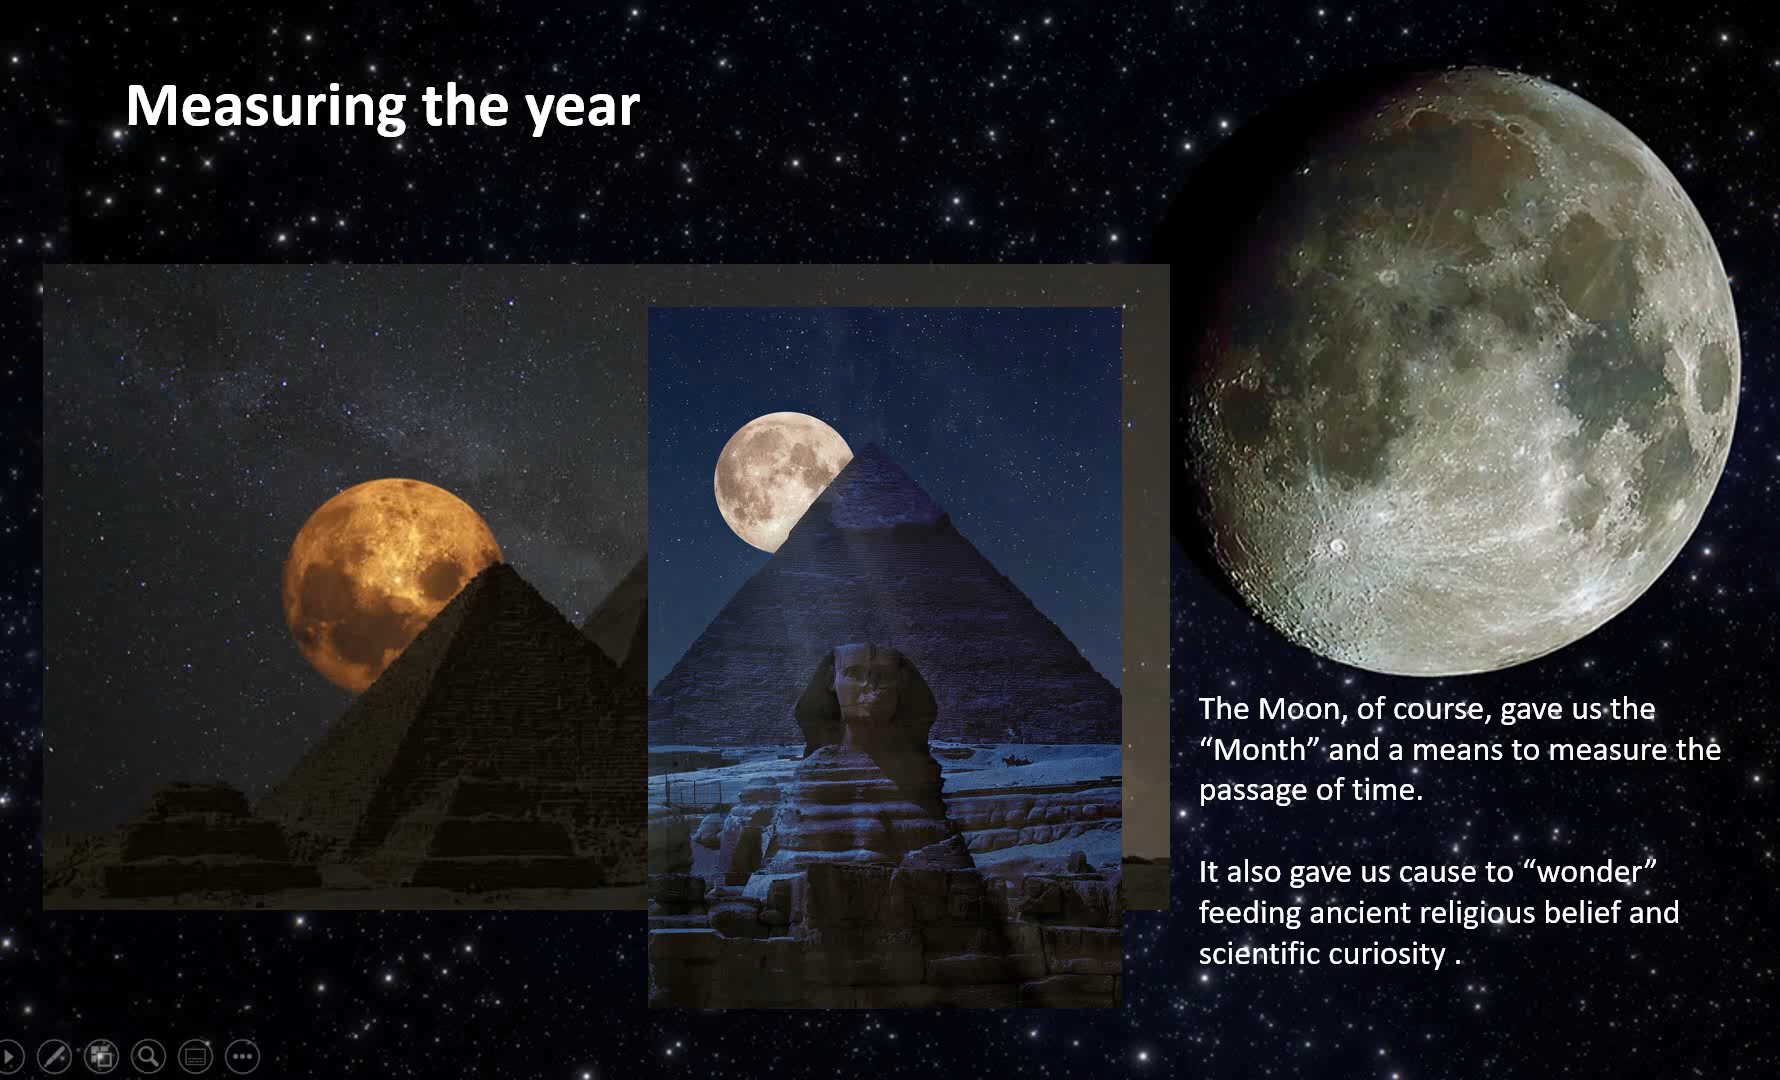 Measuring the year
The Moon, of course, gave us the
“Month” and a means to measure the
passage of time.
It also gave us cause to “wonder”
feeding ancient religious belief and
scientific curiosity .